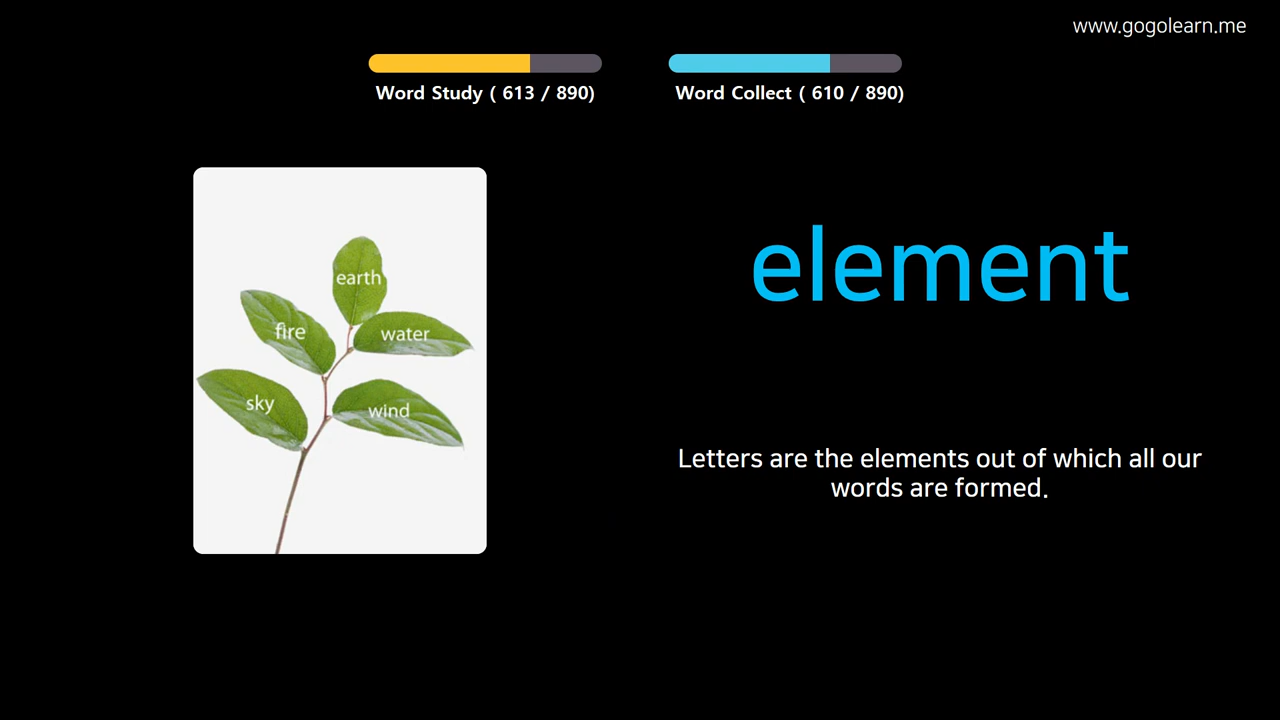 www.gogolearn.me
Word Study ( 613 / 890)
Word Collect ( 610 / 890)
element
earth
fire
water
sky
wind
Letters are the elements out of which all our
words are formed.